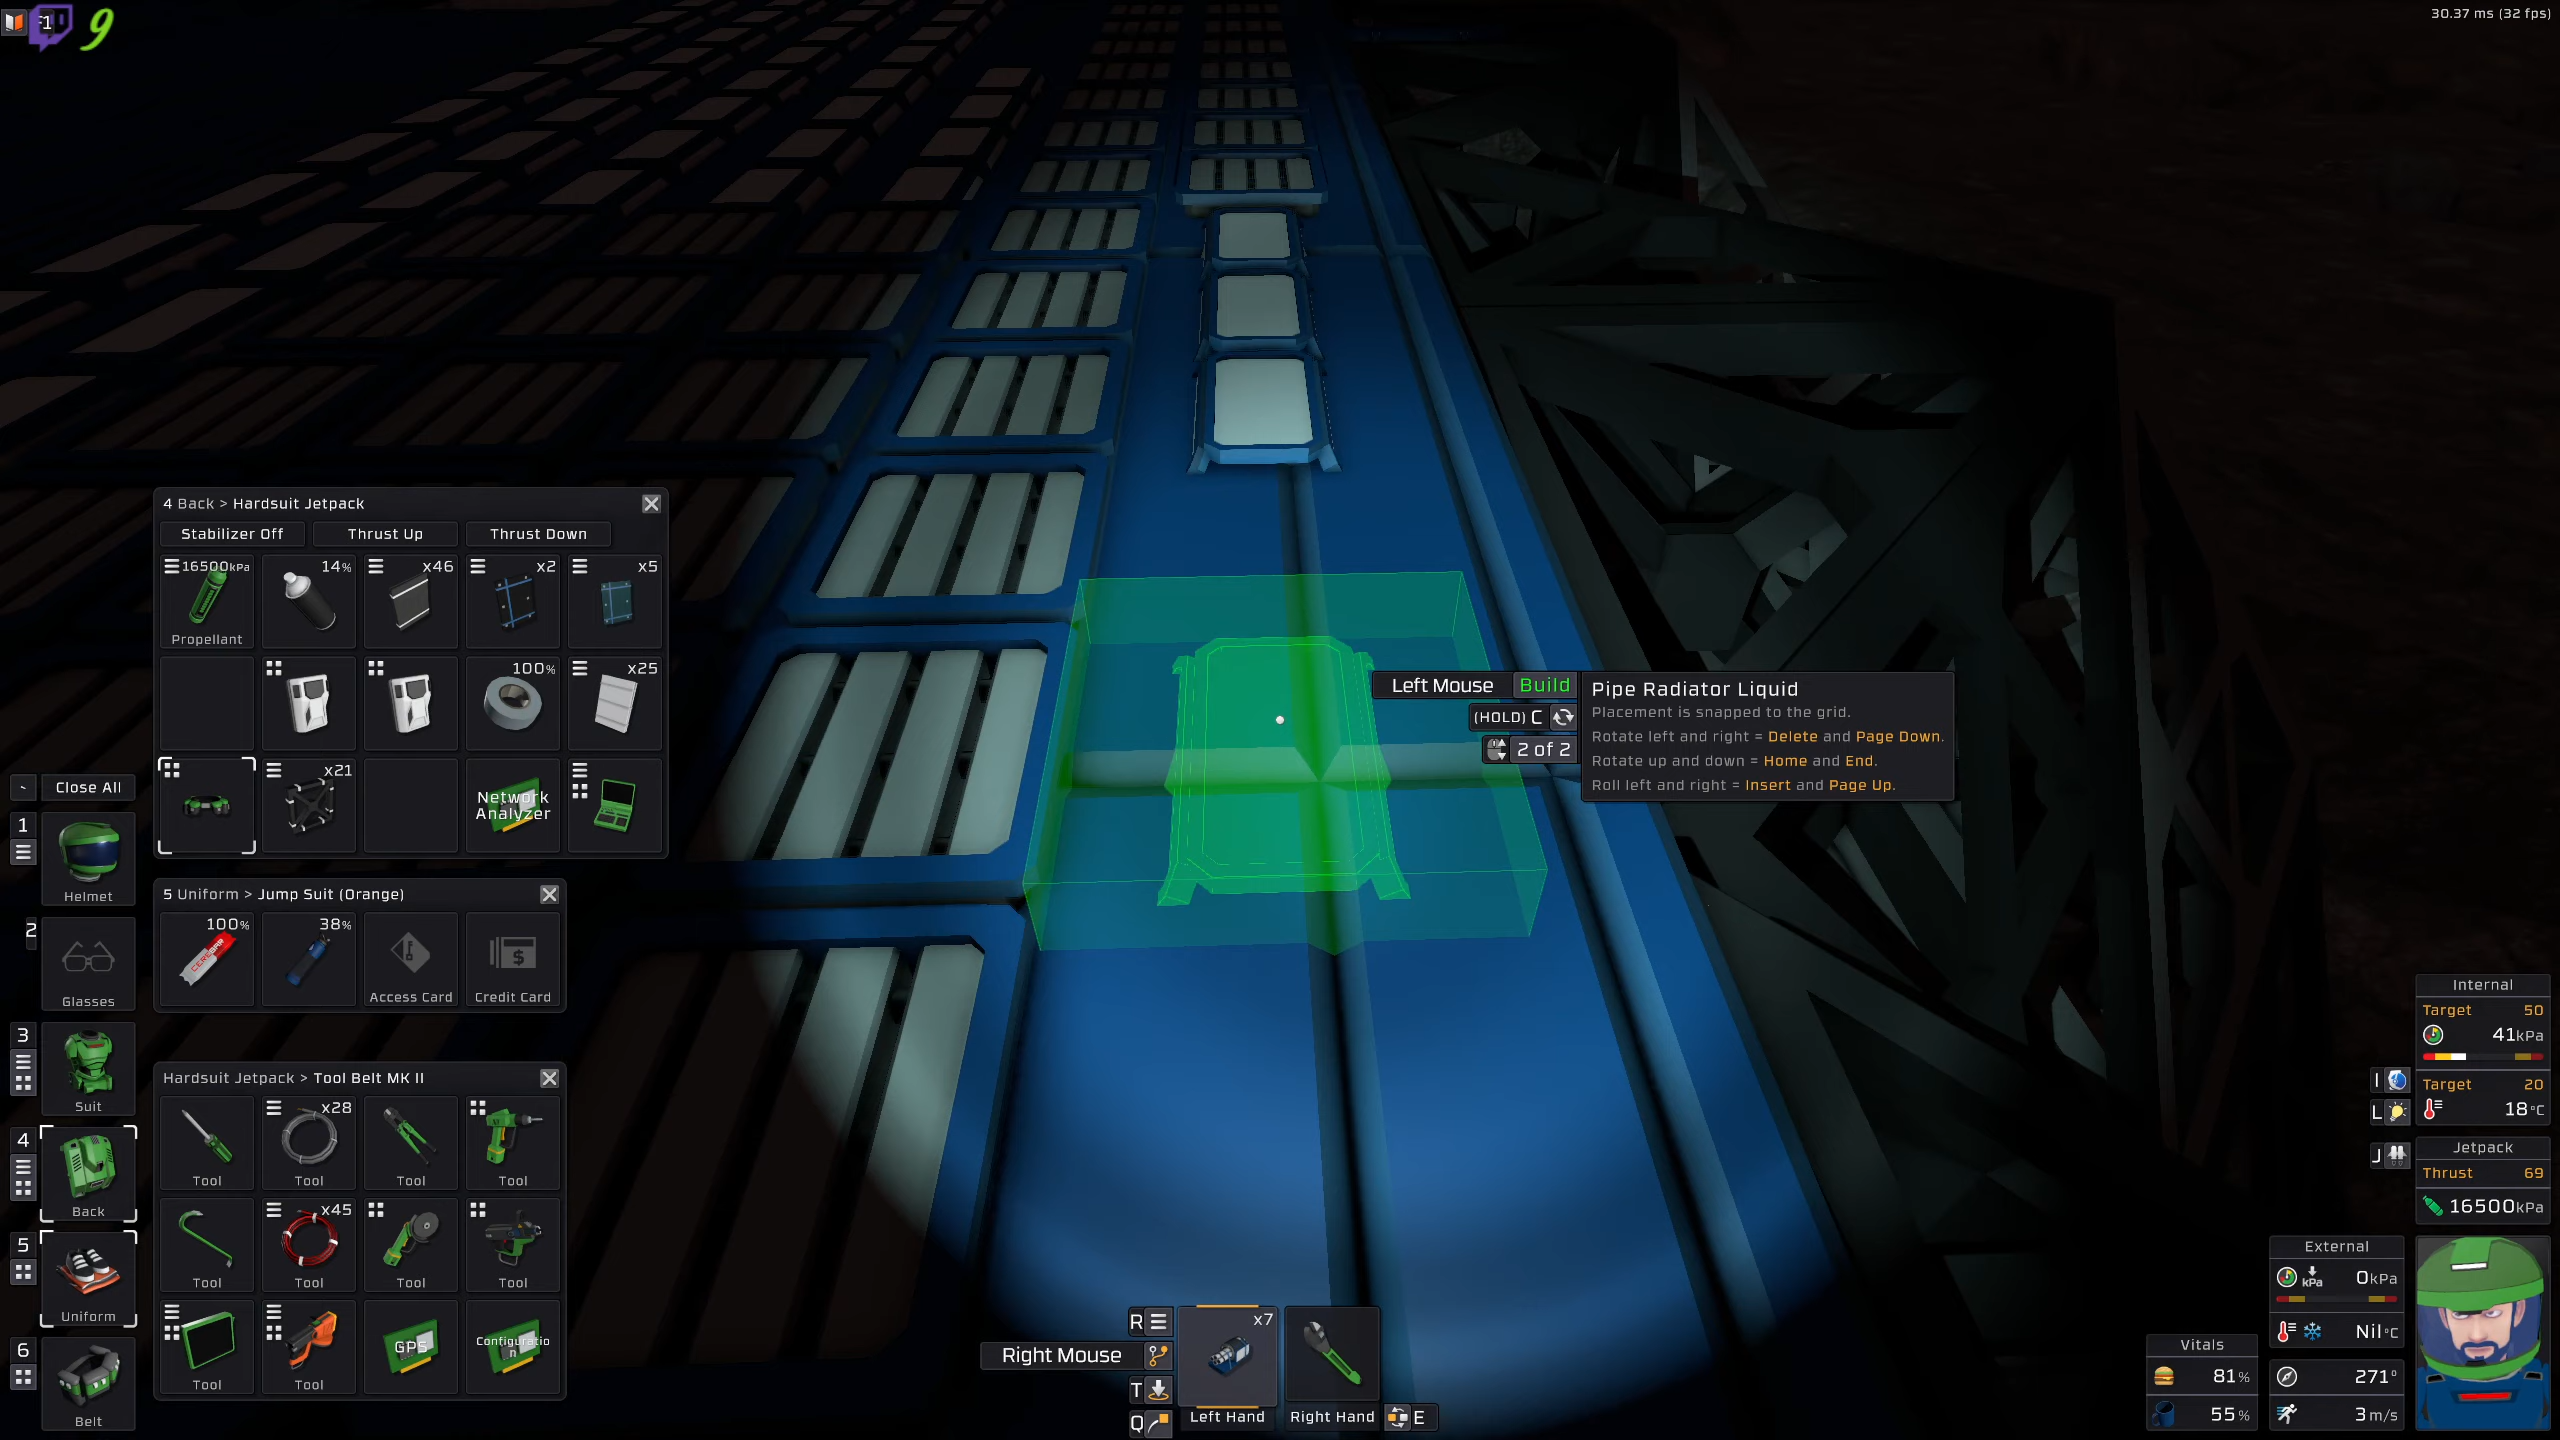 1 9
30.37 ms (32 fps)
4 Back > Hardsuit Jetpack
Stabilizer Off
Thrust Up
Thrust Down
16500kPa
14%
x46
x2
x5
Propellant
100%
x25
x21
Network
Analyzer
Left Mouse Build
(HOLD) C
2 of 2
Pipe Radiator Liquid
Placement is snapped to the grid.
Rotate left and right = Delete and Page Down.
Rotate up and down = Home and End.
Roll left and right = Insert and Page Up.
~ Close All
1
Helmet
2
Glasses
3
Suit
4
Back
5
Uniform
6
Belt
5 Uniform > Jump Suit (Orange)
100%
38%
CEREBAR
Access Card
Credit Card
Hardsuit Jetpack > Tool Belt MK II
x28
Tool
Tool
Tool
Tool
x45
Tool
Tool
Tool
Tool
Tool
Tool
GPS
Configuratio
n
R
x7
Right Mouse
T
Q
Left Hand
Right Hand
E
Internal
Target 50
41kPa
Target 20
18°C
I
L
J
Jetpack
Thrust 69
16500kPa
External
kPa 0kPa
Nil°C
Vitals
81%
271°
55%
3m/s